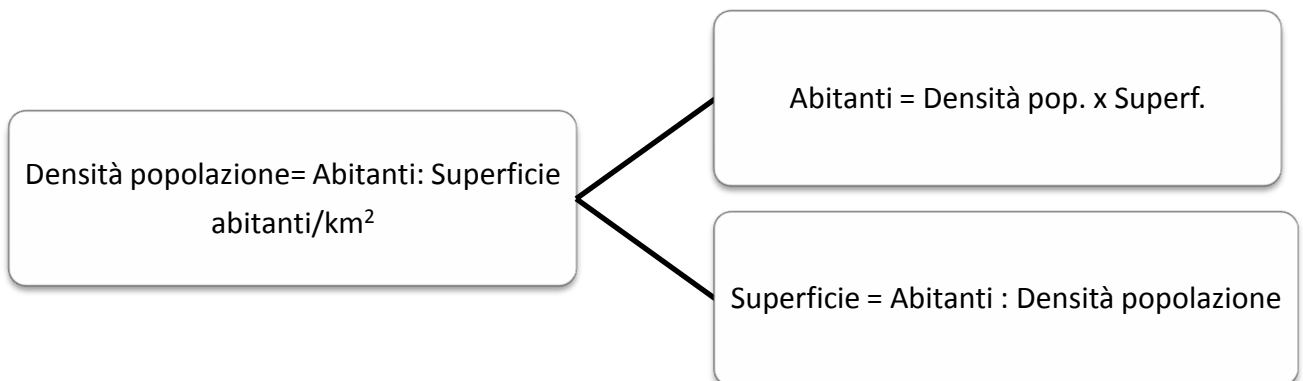 Densità popolazione= Abitanti: Superficie
abitanti/km²
Abitanti = Densità pop. x Superf.
Superficie = Abitanti : Densità popolazione